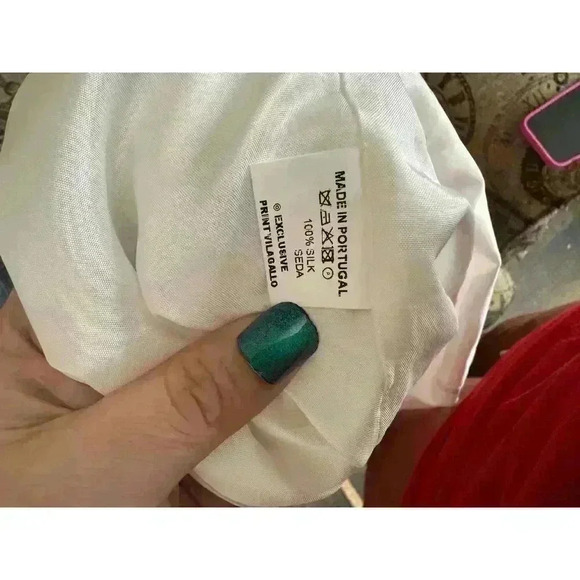 MADE IN PORTUGAL
100% SILK
SEDA
® EXCLUSIVE
PRINT VILAGALLO